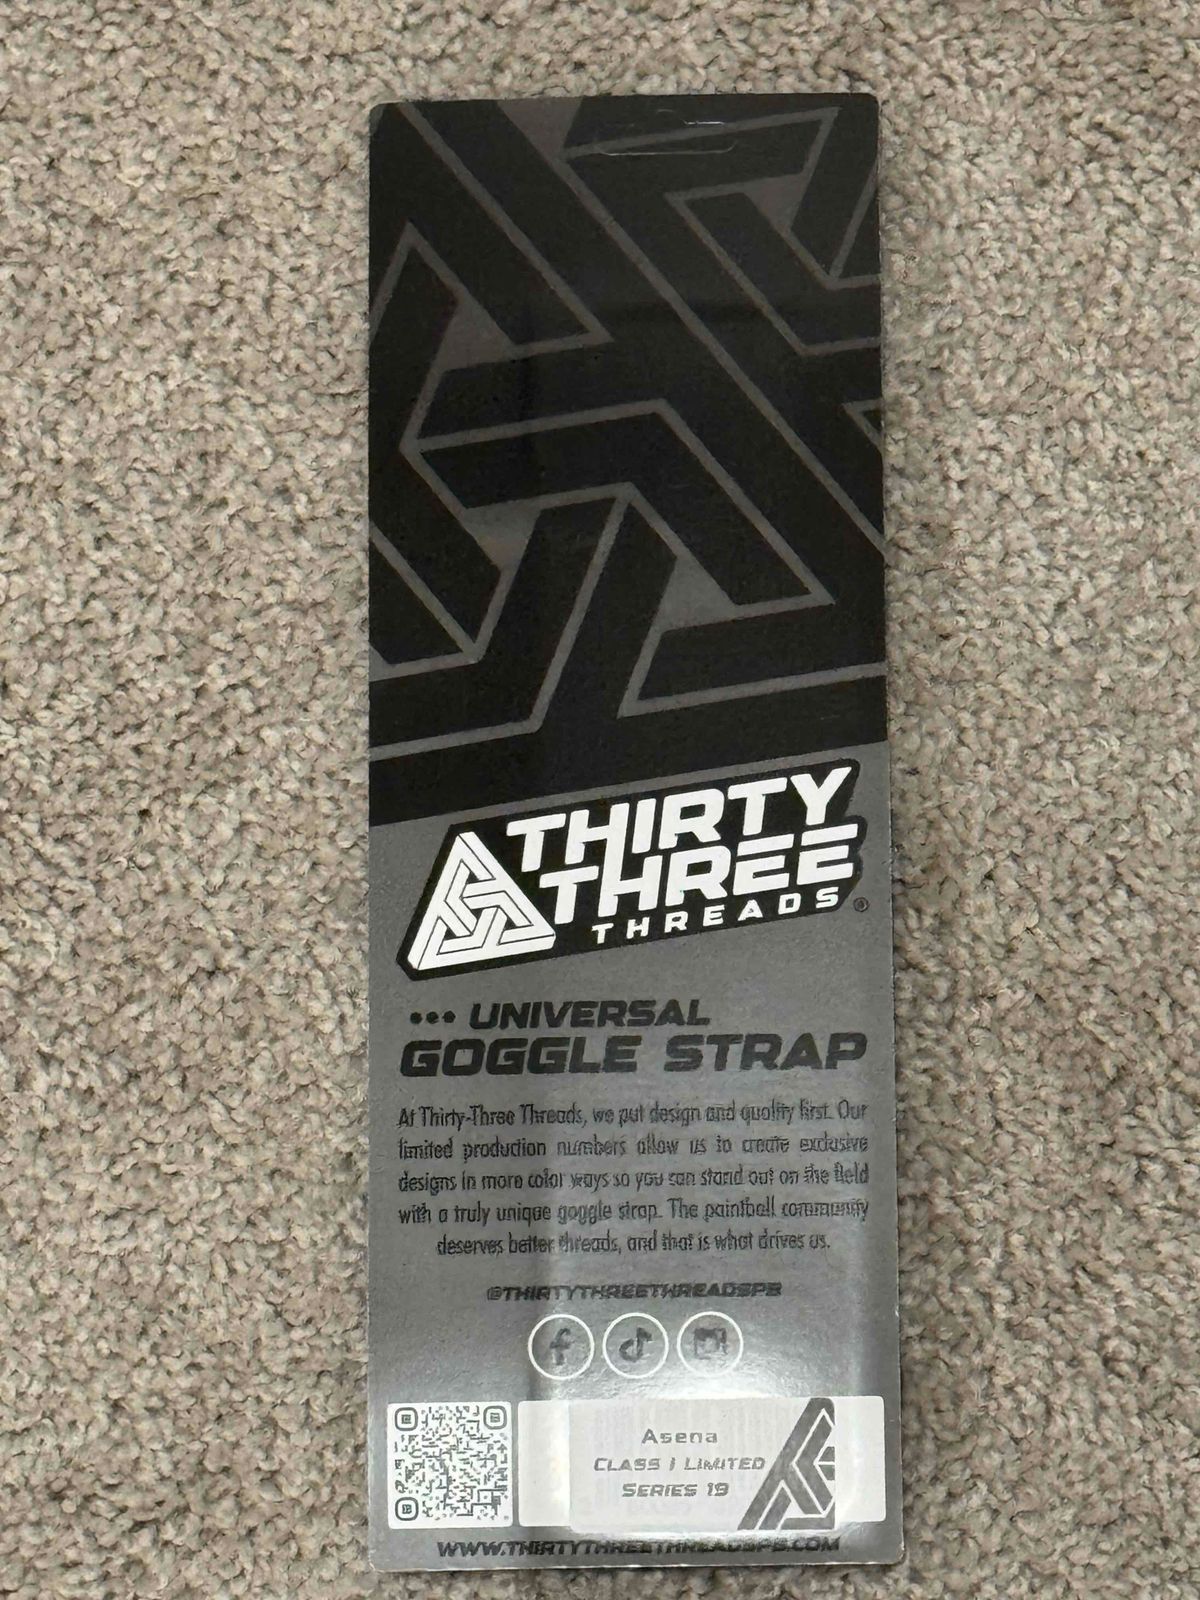 THIRTY
THREE
THREADS®
••• UNIVERSAL
GOGGLE STRAP
At Thirty-Three Threads, we put design and quality first. Our
limited production numbers allow us to create exclusive
designs in more color ways so you can stand out on the field
with a truly unique goggle strap. The paintball community
deserves better threads, and that is what drives us.
@THIRTYTHREETHREADSPB
Asena
CLASS I LIMITED
SERIES 19
WWW.THIRTYTHREETHREADSPB.COM